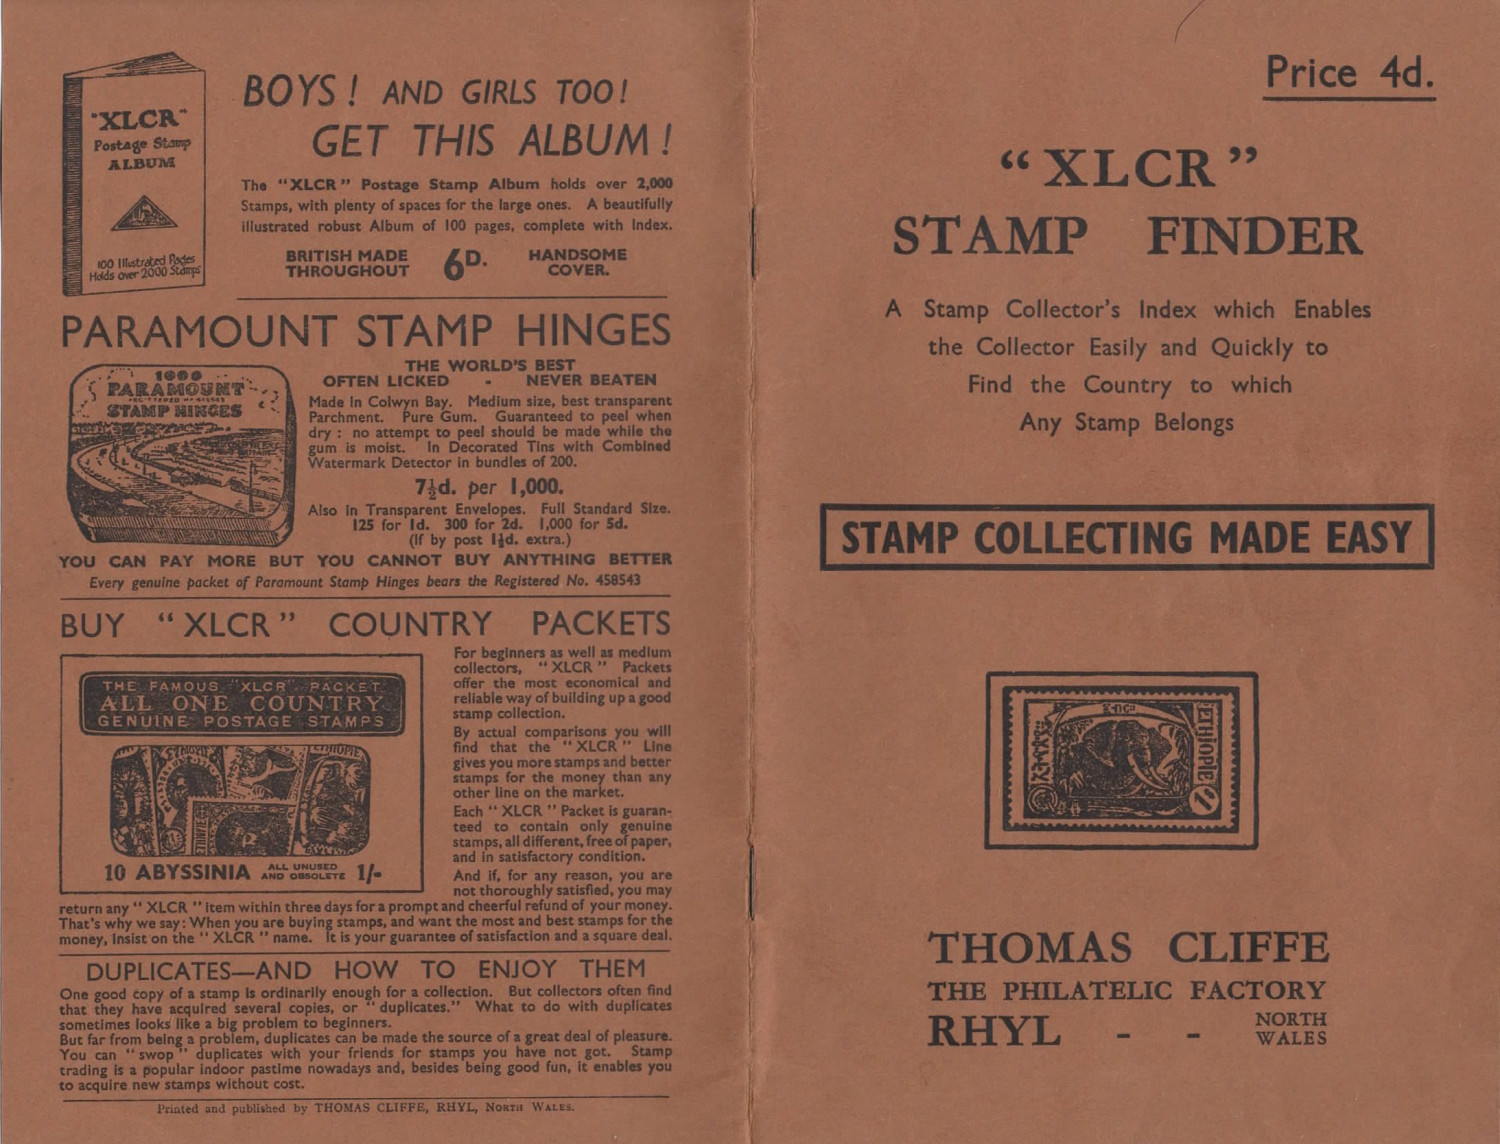 "XLCR"
Postage Stamp
ALBUM
100 Illustrated Pages
Holds over 2000 Stamps
BOYS! AND GIRLS TOO!
GET THIS ALBUM!
The "XLCR" Postage Stamp Album holds over 2,000
Stamps, with plenty of spaces for the large ones. A beautifully
illustrated robust Album of 100 pages, complete with Index.
BRITISH MADE
THROUGHOUT
6D.
HANDSOME
COVER.
PARAMOUNT STAMP HINGES
1000
PARAMOUNT
STAMP HINGES
THE WORLD'S BEST
OFTEN LICKED - NEVER BEATEN
Made in Colwyn Bay. Medium size, best transparent
Parchment. Pure Gum. Guaranteed to peel when
dry : no attempt to peel should be made while the
gum is moist. In Decorated Tins with Combined
Watermark Detector in bundles of 200.
7½d. per 1,000.
Also in Transparent Envelopes. Full Standard Size.
125 for 1d. 300 for 2d. 1,000 for 5d.
(If by post 1½d. extra.)
YOU CAN PAY MORE BUT YOU CANNOT BUY ANYTHING BETTER
Every genuine packet of Paramount Stamp Hinges bears the Registered No. 458543
BUY "XLCR" COUNTRY PACKETS
THE FAMOUS "XLCR" PACKET
ALL ONE COUNTRY
GENUINE POSTAGE STAMPS
ETHIOPIE
10 ABYSSINIA ALL UNUSED AND OBSOLETE 1/-
For beginners as well as medium
collectors, "XLCR" Packets
offer the most economical and
reliable way of building up a good
stamp collection.
By actual comparisons you will
find that the "XLCR" Line
gives you more stamps and better
stamps for the money than any
other line on the market.
Each "XLCR" Packet is guaran-
teed to contain only genuine
stamps, all different, free of paper,
and in satisfactory condition.
And if, for any reason, you are
not thoroughly satisfied, you may
return any "XLCR" item within three days for a prompt and cheerful refund of your money.
That's why we say: When you are buying stamps, and want the most and best stamps for the
money, insist on the "XLCR" name. It is your guarantee of satisfaction and a square deal.
DUPLICATES—AND HOW TO ENJOY THEM
One good copy of a stamp is ordinarily enough for a collection. But collectors often find
that they have acquired several copies, or "duplicates." What to do with duplicates
sometimes looks like a big problem to beginners.
But far from being a problem, duplicates can be made the source of a great deal of pleasure.
You can "swop" duplicates with your friends for stamps you have not got. Stamp
trading is a popular indoor pastime nowadays and, besides being good fun, it enables you
to acquire new stamps without cost.
Printed and published by THOMAS CLIFFE, RHYL, NORTH WALES.
Price 4d.
"XLCR"
STAMP FINDER
A Stamp Collector's Index which Enables
the Collector Easily and Quickly to
Find the Country to which
Any Stamp Belongs
STAMP COLLECTING MADE EASY
ETHIOPIE
1g
THOMAS CLIFFE
THE PHILATELIC FACTORY
RHYL - - NORTH WALES